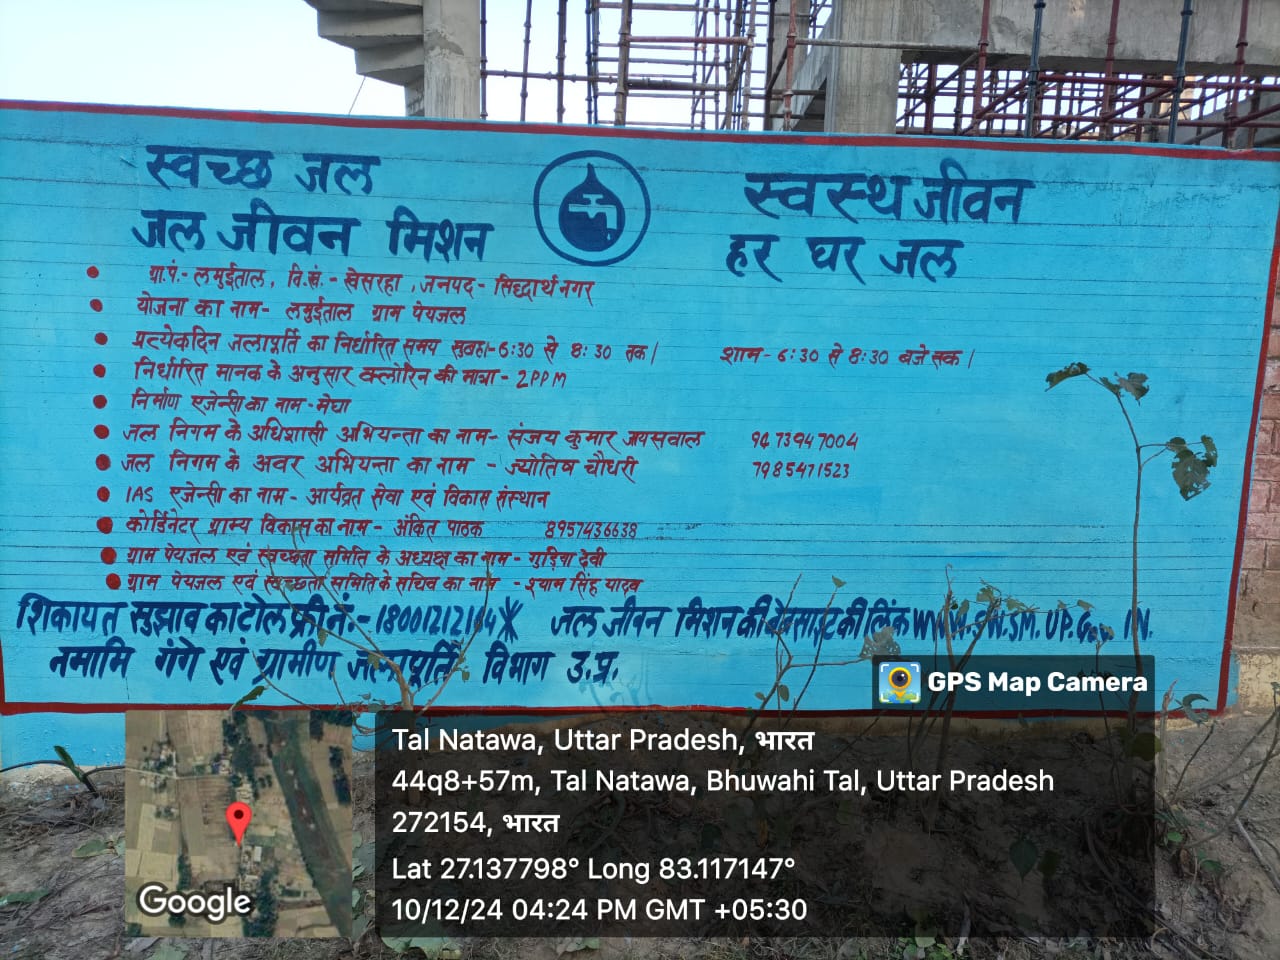 स्वच्छ जल
स्वस्थ जीवन
जल जीवन मिशन
हर घर जल
ग्रा.पं.- लमुईताल, वि.खं.- खेसरहा, जनपद- सिद्धार्थनगर
योजना का नाम- लमुईताल ग्राम पेयजल
प्रत्येकदिन जलापूर्ति का निर्धारित समय सुबह-6:30 से 8:30 तक। शाम- 6:30 से 8:30 बजे तक।
निर्धारित मानक के अनुसार क्लोरिन की मात्रा- 2PPM
निर्माण एजेन्सी का नाम-मेघा
जल निगम के अधिशासी अभियन्ता का नाम- संजय कुमार जायसवाल 9473947004
जल निगम के अवर अभियन्ता का नाम - ज्योतिष चौधरी 7985471523
IAS एजेन्सी का नाम- आर्यव्रत सेवा एवं विकास संस्थान
कोर्डिनेटर ग्राम्य विकास का नाम- अंकित पाठक 8957436638
ग्राम पेयजल एवं स्वच्छता समिति के अध्यक्ष का नाम- गुड़िया देवी
ग्राम पेयजल एवं स्वच्छता समिति के सचिव का नाम - श्याम सिंह यादव
शिकायत सुझाव का टोल फ्री नं:- जल जीवन मिशन की वेबसाइट की लिंक
नमामि गंगे एवं ग्रामीण जलापूर्ति विभाग उ.प्र.
GPS Map Camera
Tal Natawa, Uttar Pradesh, भारत
44q8+57m, Tal Natawa, Bhuwahi Tal, Uttar Pradesh
272154, भारत
Lat 27.137798° Long 83.117147°
10/12/24 04:24 PM GMT +05:30
Google